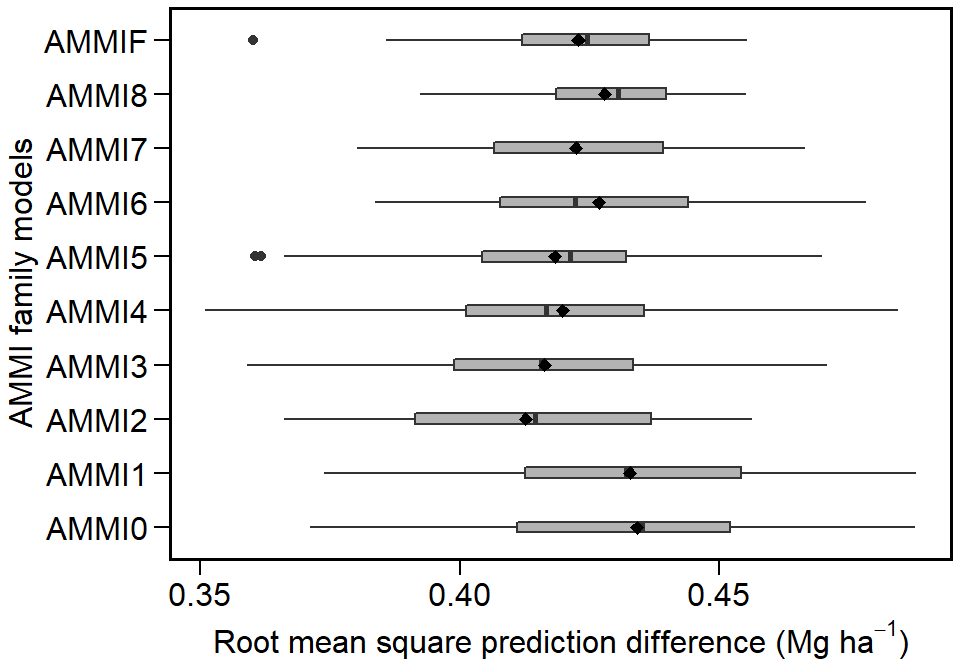 AMMI family models
AMMIF
AMMI8
AMMI7
AMMI6
AMMI5
AMMI4
AMMI3
AMMI2
AMMI1
AMMI0
0.35 0.40 0.45
Root mean square prediction difference (Mg ha⁻¹)